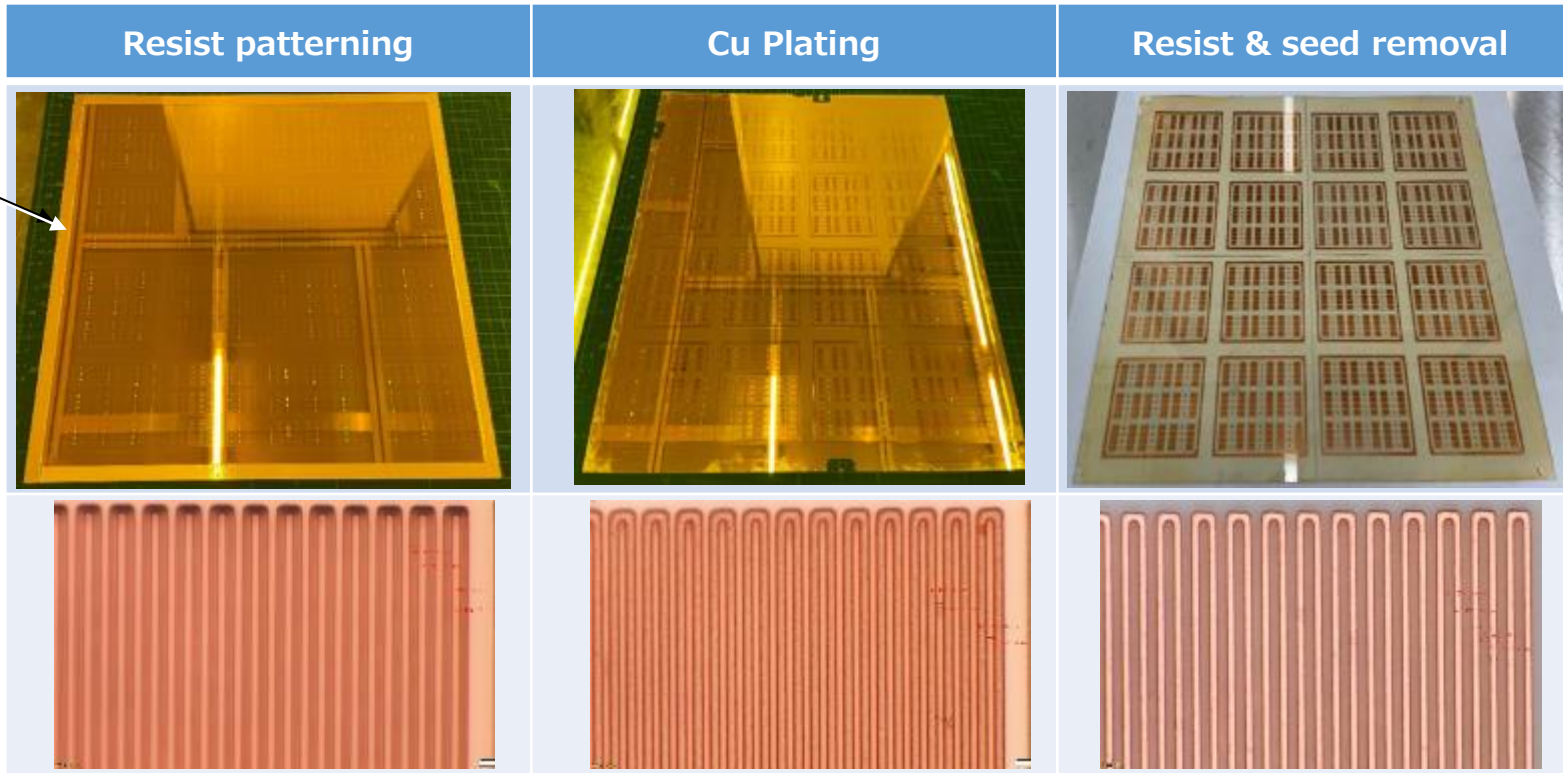 Resist patterning
Cu Plating
Resist & seed removal